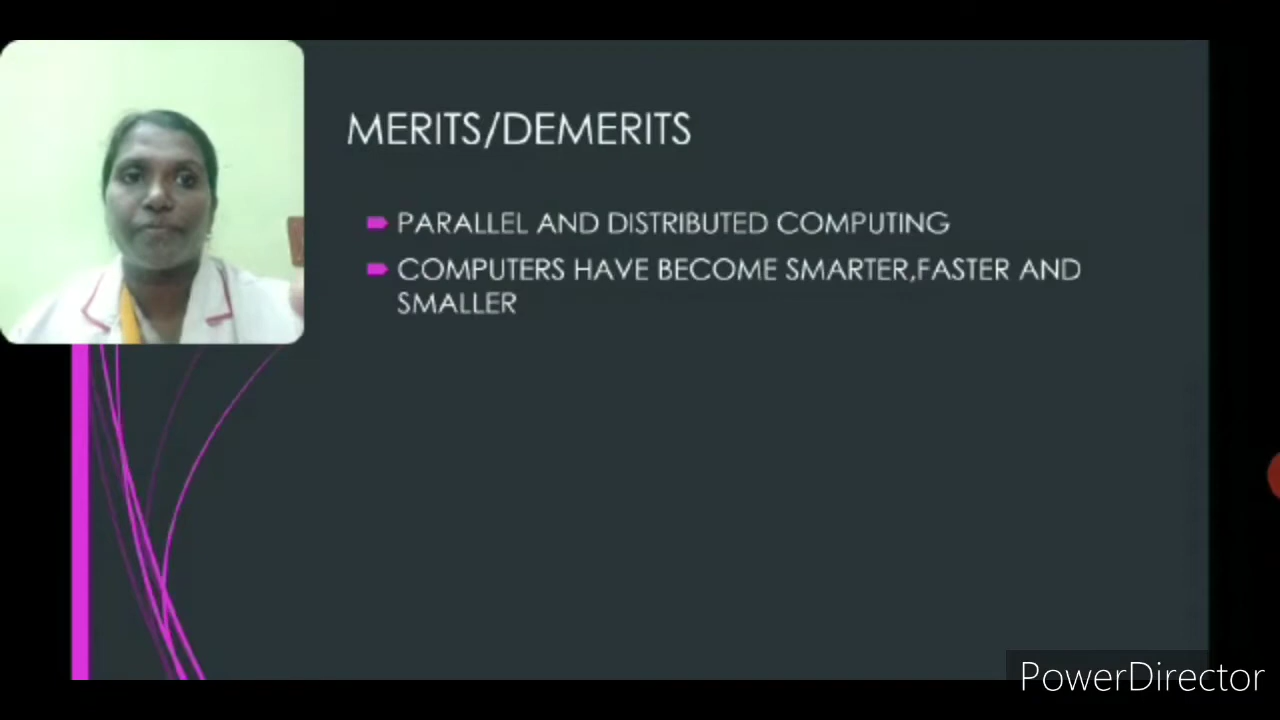 MERITS/DEMERITS
PARALLEL AND DISTRIBUTED COMPUTING
COMPUTERS HAVE BECOME SMARTER,FASTER AND
SMALLER
PowerDirector